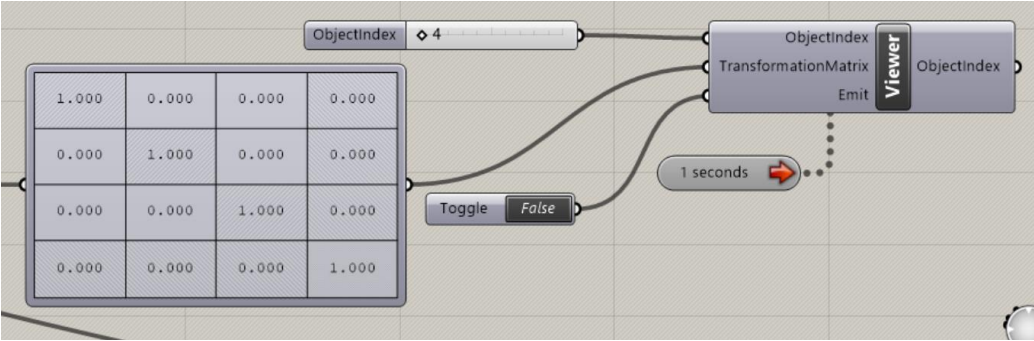 ObjectIndex 4
ObjectIndex
TransformationMatrix
Emit
Viewer
ObjectIndex
1.000 0.000 0.000 0.000
0.000 1.000 0.000 0.000
0.000 0.000 1.000 0.000
0.000 0.000 0.000 1.000
1 seconds
Toggle False